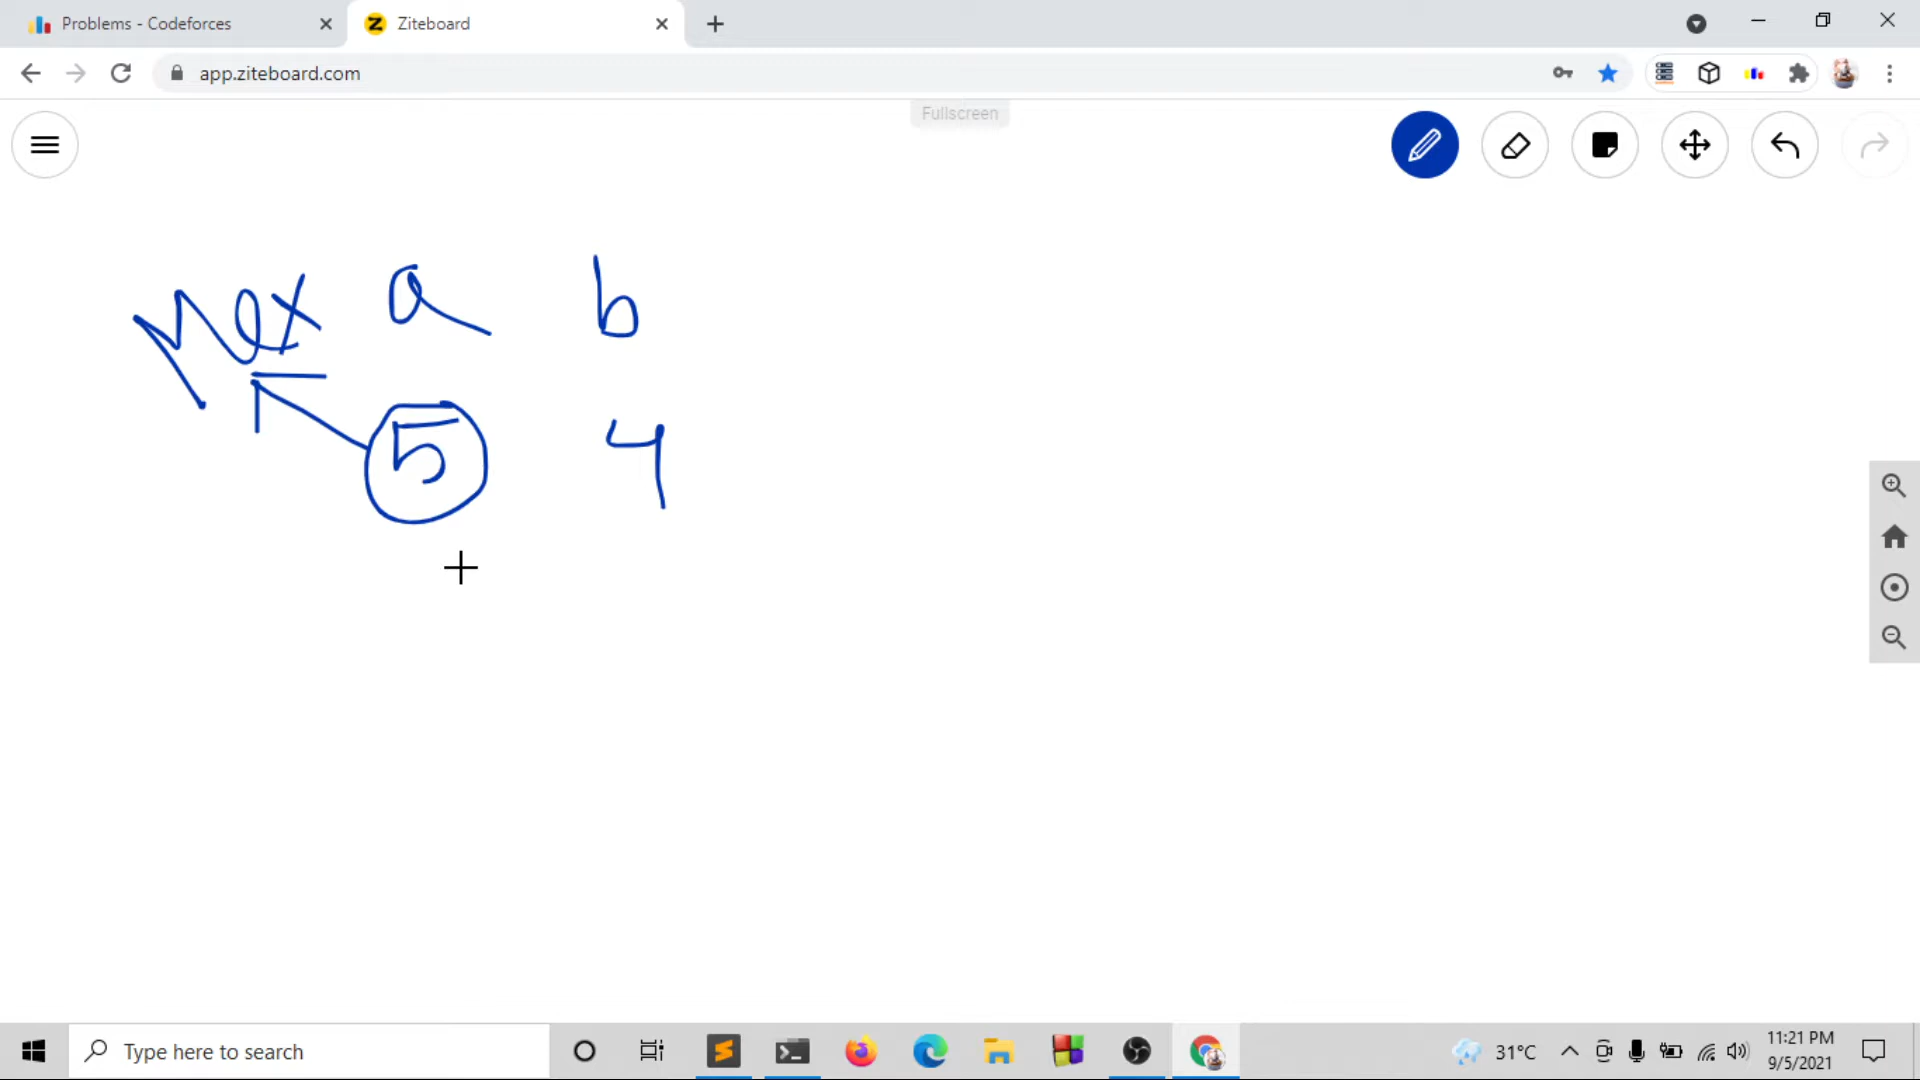 Problems - Codeforces
Ziteboard
app.ziteboard.com
Fullscreen
Mex a b
5 4
Type here to search
31°C
11:21 PM
9/5/2021